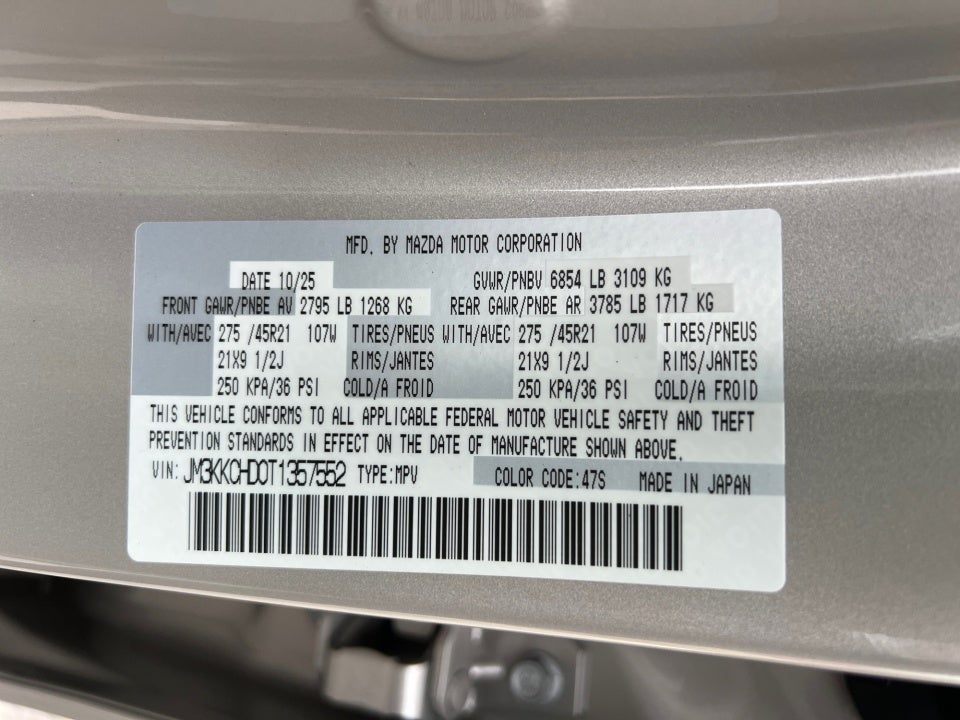 MFD. BY MAZDA MOTOR CORPORATION
DATE 10/25 GVWR/PNBV 6854 LB 3109 KG
FRONT GAWR/PNBE AV 2795 LB 1268 KG REAR GAWR/PNBE AR 3785 LB 1717 KG
WITH/AVEC 275 /45R21 107W TIRES/PNEUS WITH/AVEC 275 /45R21 107W TIRES/PNEUS
21X9 1/2J RIMS/JANTES 21X9 1/2J RIMS/JANTES
250 KPA/36 PSI COLD/A FROID 250 KPA/36 PSI COLD/A FROID
THIS VEHICLE CONFORMS TO ALL APPLICABLE FEDERAL MOTOR VEHICLE SAFETY AND THEFT
PREVENTION STANDARDS IN EFFECT ON THE DATE OF MANUFACTURE SHOWN ABOVE.
VIN: JM3KKCHD0T1357552 TYPE:MPV COLOR CODE:47S MADE IN JAPAN